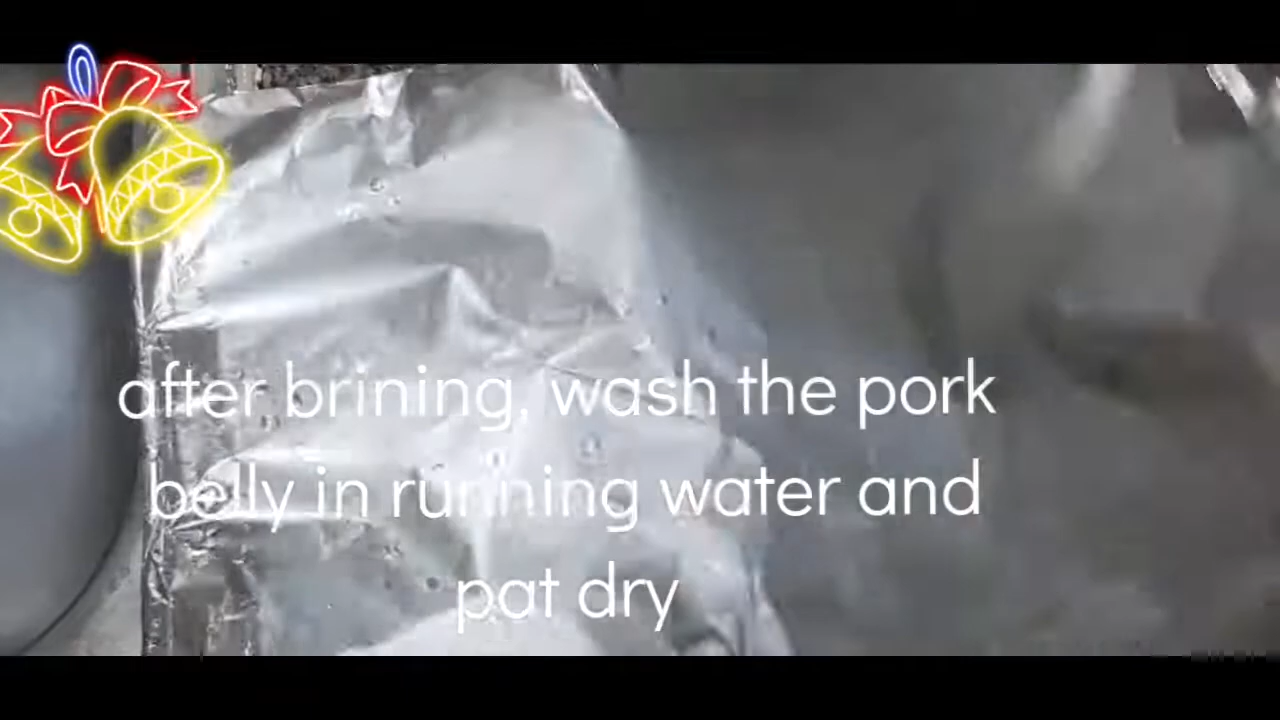 after brining, wash the pork
belly in running water and
pat dry